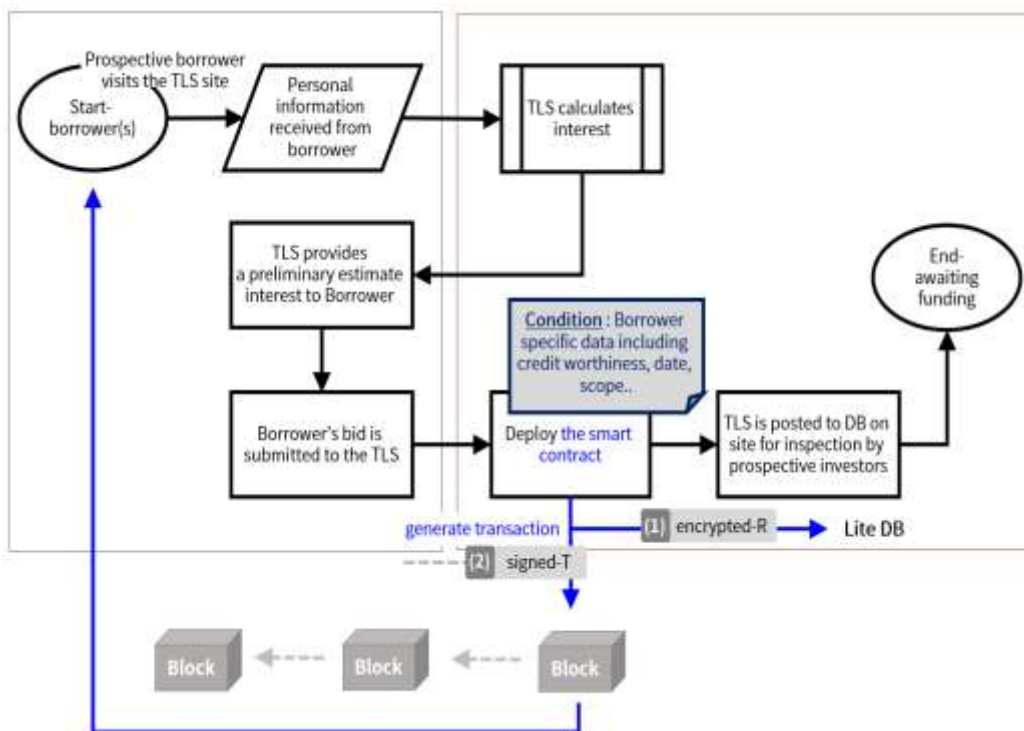 Prospective borrower
visits the TLS site
Start-
borrower(s)
Personal
information
received from
borrower
TLS calculates
interest
TLS provides
a preliminary estimate
interest to Borrower
End-
awaiting
funding
Condition : Borrower
specific data including
credit worthiness, date,
scope..
Borrower's bid is
submitted to the TLS
Deploy the smart
contract
TLS is posted to DB on
site for inspection by
prospective investors
generate transaction
(1) encrypted-R
Lite DB
(2) signed-T
Block
Block
Block